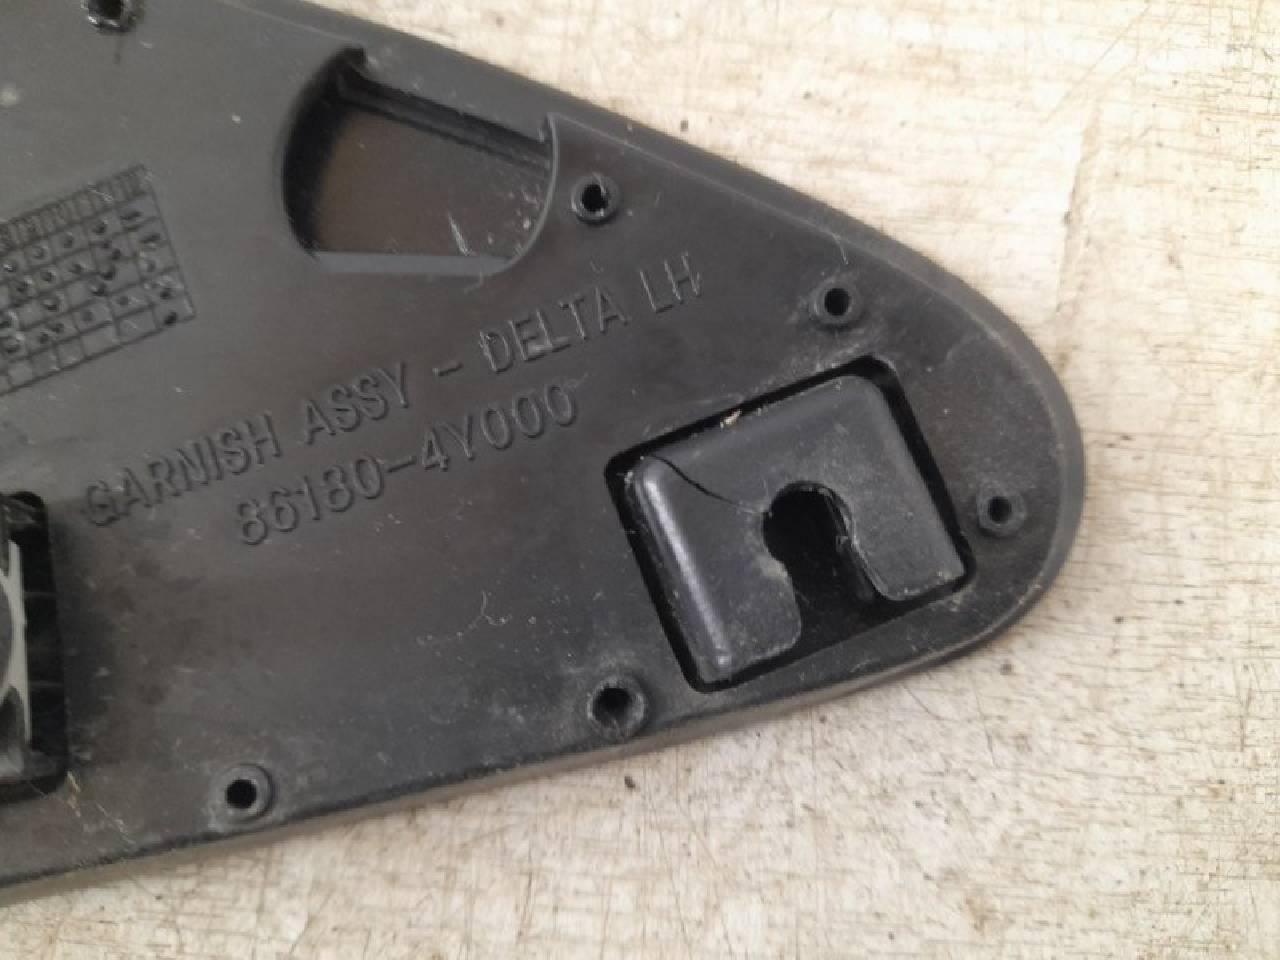 GARNISH ASSY - DELTA LH
86180-4Y000